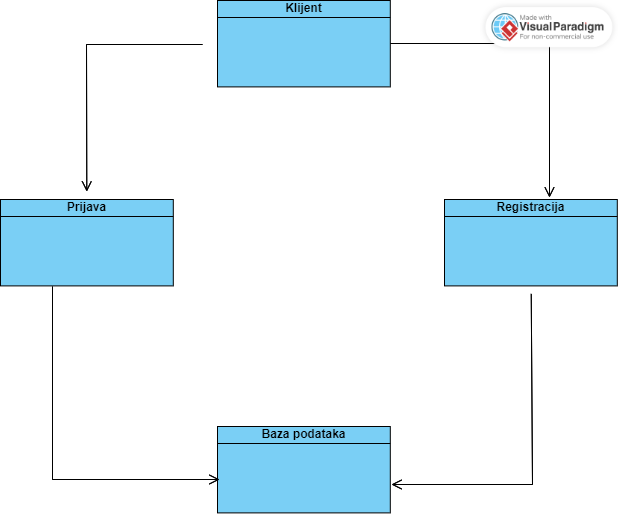 Klijent
Made with
Visual Paradigm
For non-commercial use
Prijava
Registracija
Baza podataka